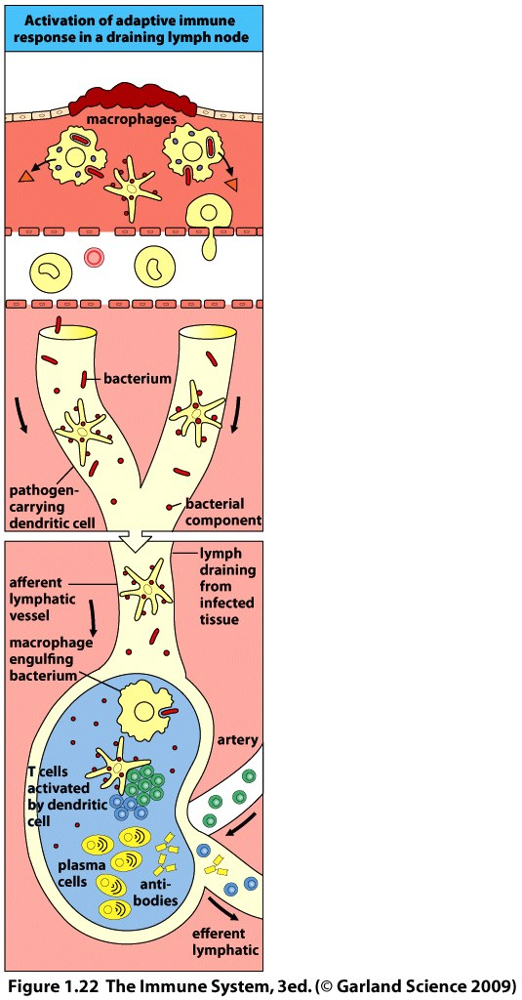 Activation of adaptive immune
response in a draining lymph node
macrophages
bacterium
pathogen-
carrying
dendritic cell
bacterial
component
lymph
draining
from
infected
tissue
afferent
lymphatic
vessel
macrophage
engulfing
bacterium
artery
T cells
activated
by dendritic
cell
plasma
cells
anti-
bodies
efferent
lymphatic
Figure 1.22 The Immune System, 3ed. (© Garland Science 2009)